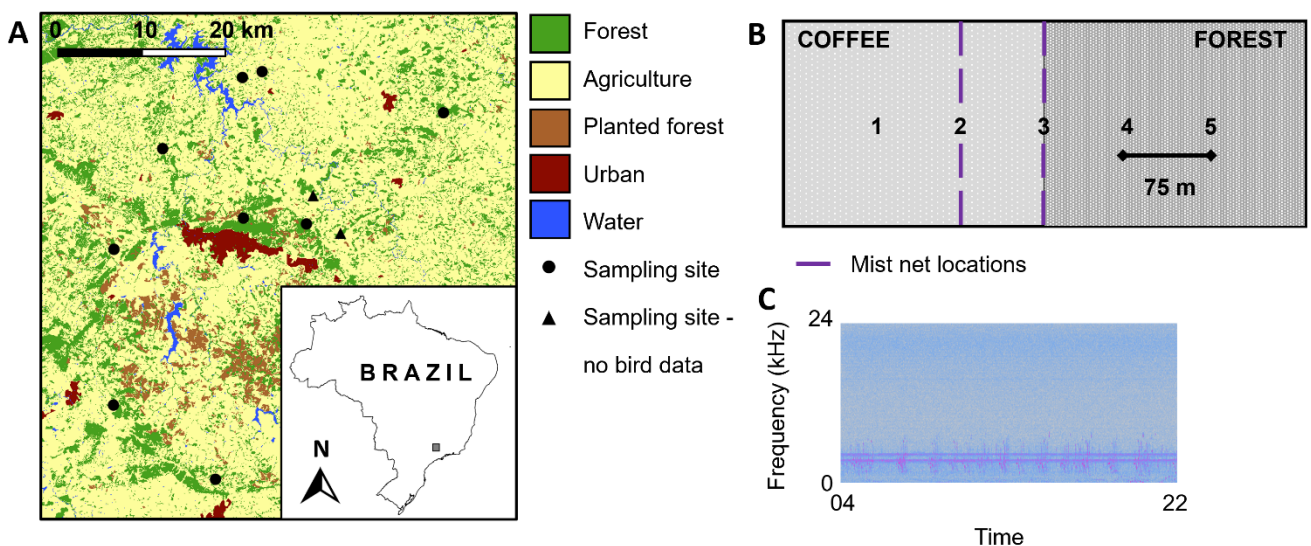 A
0 10 20 km
BRAZIL
N
Forest
Agriculture
Planted forest
Urban
Water
Sampling site
Sampling site -
no bird data
B
COFFEE FOREST
1 2 3 4 5
75 m
Mist net locations
C
24
Frequency (kHz)
0
04 22
Time